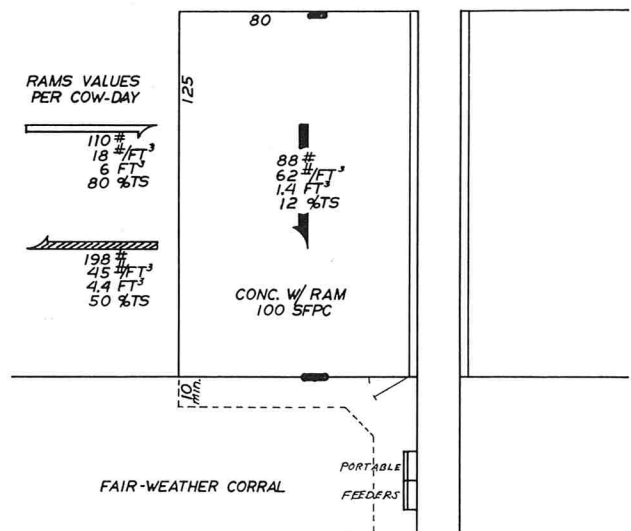 80
125
RAMS VALUES
PER COW-DAY
110 #
18 #/FT³
6 FT³
80 %TS
88 #
62 #/FT³
1.4 FT³
12 %TS
198 #
45 #/FT³
4.4 FT³
50 %TS
CONC. W/ RAM
100 SFPC
10
min.
PORTABLE
FEEDERS
FAIR-WEATHER CORRAL